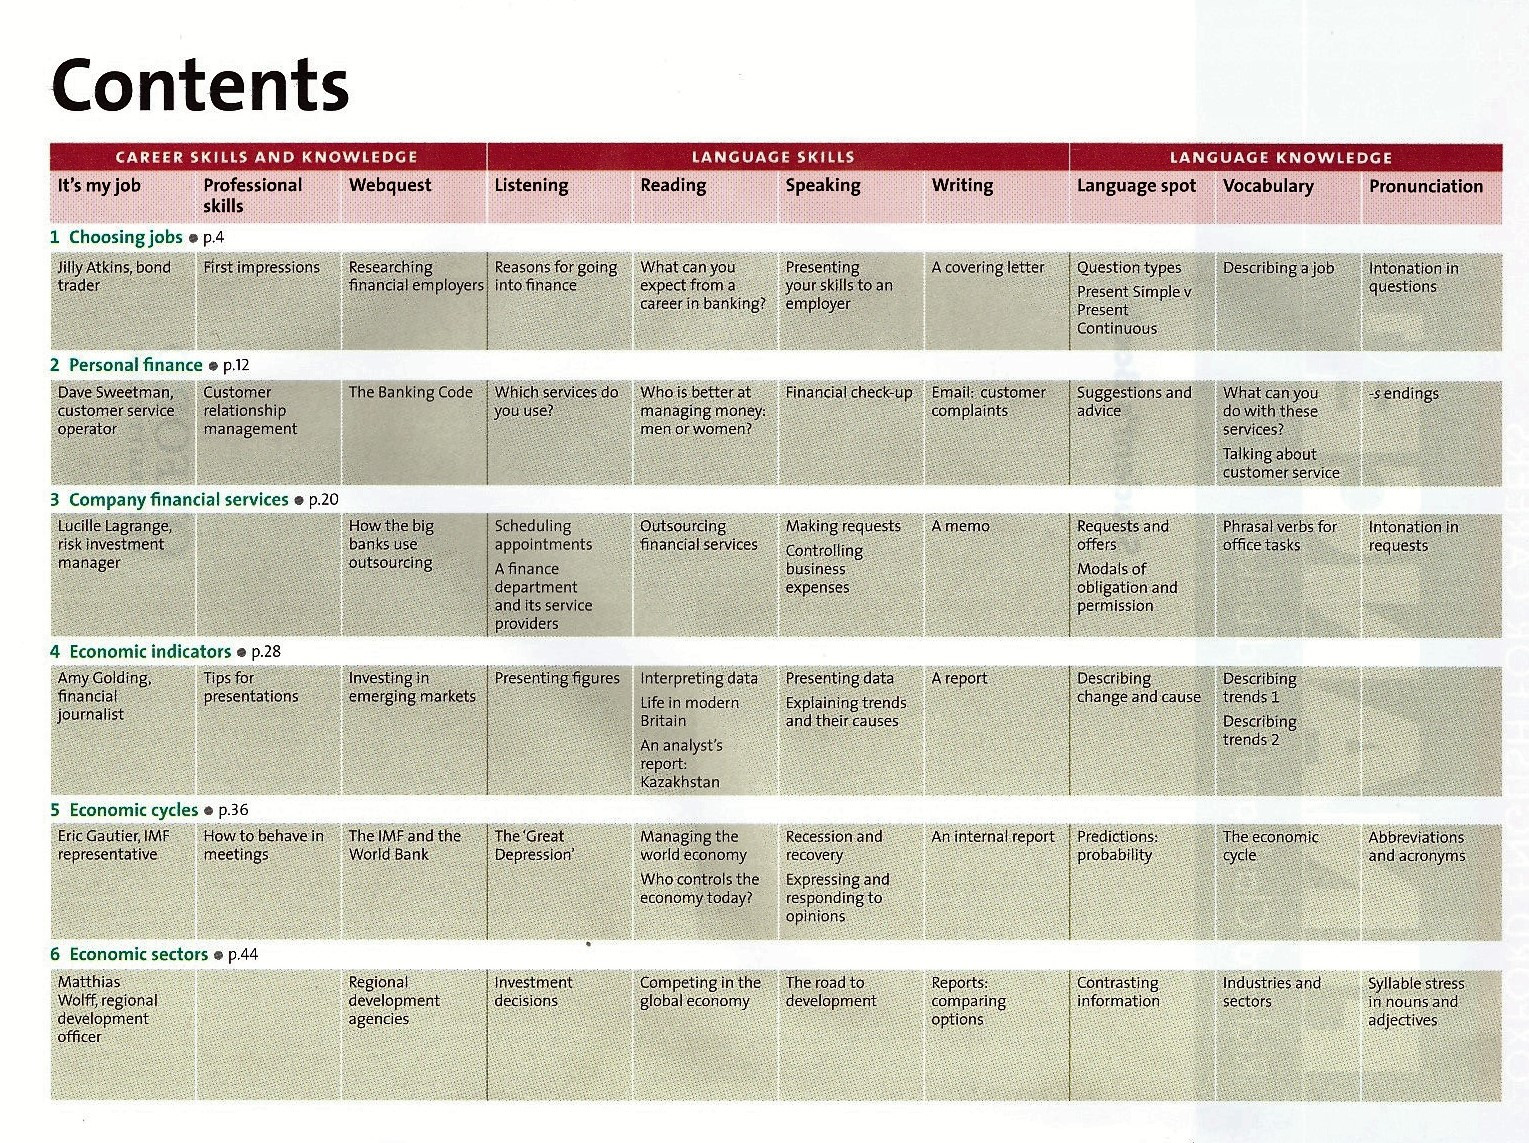 Contents
CAREER SKILLS AND KNOWLEDGE
LANGUAGE SKILLS
LANGUAGE KNOWLEDGE
It's my job
Professional
skills
Webquest
Listening
Reading
Speaking
Writing
Language spot
Vocabulary
Pronunciation
1 Choosing jobs ● p.4
Jilly Atkins, bond
trader
First impressions
Researching
financial employers
Reasons for going
into finance
What can you
expect from a
career in banking?
Presenting
your skills to an
employer
A covering letter
Question types
Present Simple v
Present
Continuous
Describing a job
Intonation in
questions
2 Personal finance ● p.12
Dave Sweetman,
customer service
operator
Customer
relationship
management
The Banking Code
Which services do
you use?
Who is better at
managing money:
men or women?
Financial check-up
Email: customer
complaints
Suggestions and
advice
What can you
do with these
services?
Talking about
customer service
-s endings
3 Company financial services ● p.20
Lucille Lagrange,
risk investment
manager
How the big
banks use
outsourcing
Scheduling
appointments
A finance
department
and its service
providers
Outsourcing
financial services
Making requests
Controlling
business
expenses
A memo
Requests and
offers
Modals of
obligation and
permission
Phrasal verbs for
office tasks
Intonation in
requests
4 Economic indicators ● p.28
Amy Golding,
financial
journalist
Tips for
presentations
Investing in
emerging markets
Presenting figures
Interpreting data
Life in modern
Britain
An analyst's
report:
Kazakhstan
Presenting data
Explaining trends
and their causes
A report
Describing
change and cause
Describing
trends 1
Describing
trends 2
5 Economic cycles ● p.36
Eric Gautier, IMF
representative
How to behave in
meetings
The IMF and the
World Bank
The 'Great
Depression'
Managing the
world economy
Who controls the
economy today?
Recession and
recovery
Expressing and
responding to
opinions
An internal report
Predictions:
probability
The economic
cycle
Abbreviations
and acronyms
6 Economic sectors ● p.44
Matthias
Wolff, regional
development
officer
Regional
development
agencies
Investment
decisions
Competing in the
global economy
The road to
development
Reports:
comparing
options
Contrasting
information
Industries and
sectors
Syllable stress
in nouns and
adjectives